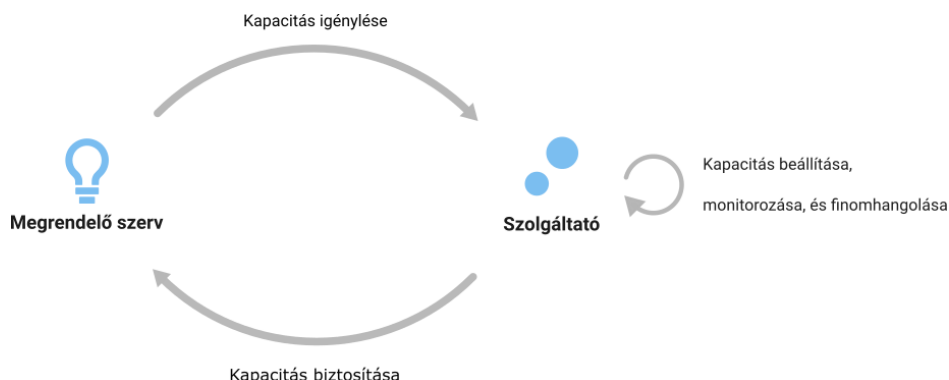 Kapacitás igénylése
Megrendelő szerv
Szolgáltató
Kapacitás beállítása,
monitorozása, és finomhangolása
Kapacitás biztosítása